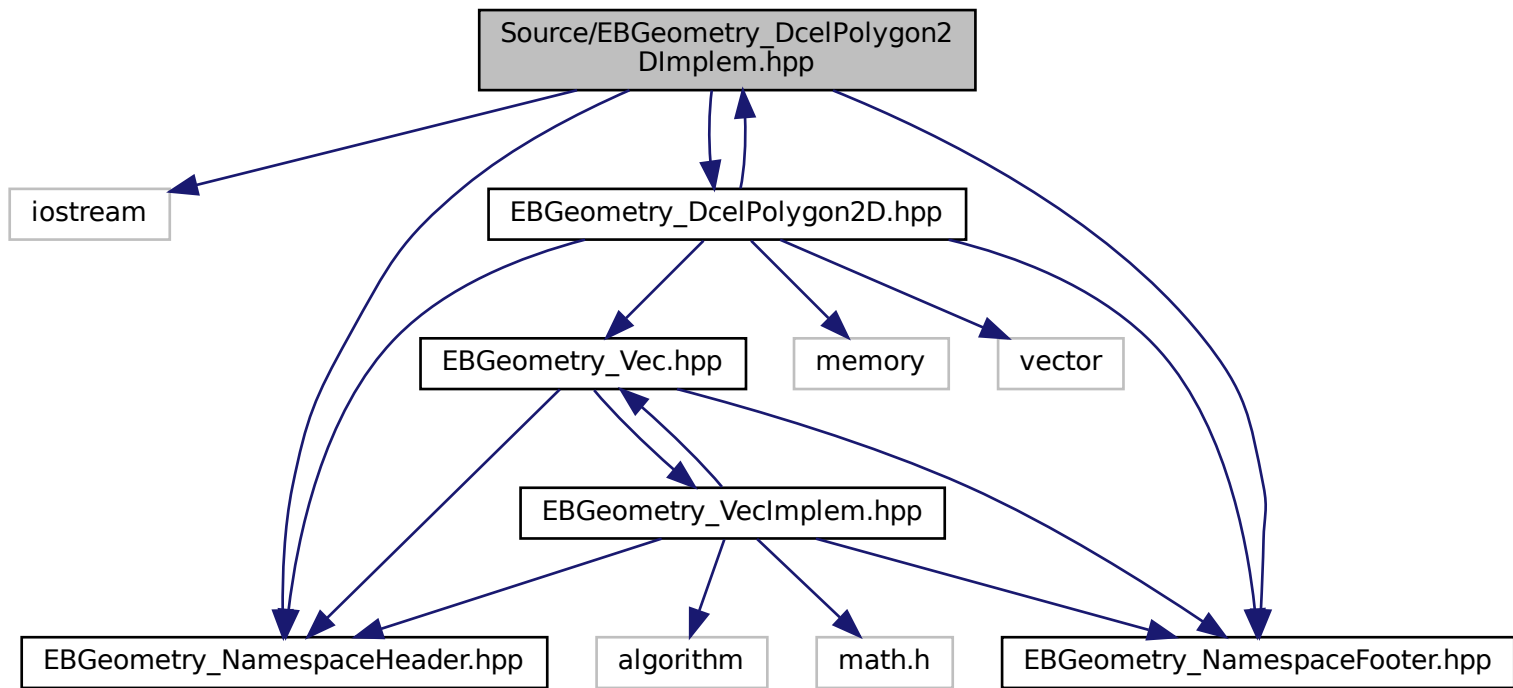 Source/EBGeometry_DcelPolygon2
DImplem.hpp
iostream
EBGeometry_DcelPolygon2D.hpp
EBGeometry_Vec.hpp
memory
vector
EBGeometry_VecImplem.hpp
EBGeometry_NamespaceHeader.hpp
algorithm
math.h
EBGeometry_NamespaceFooter.hpp